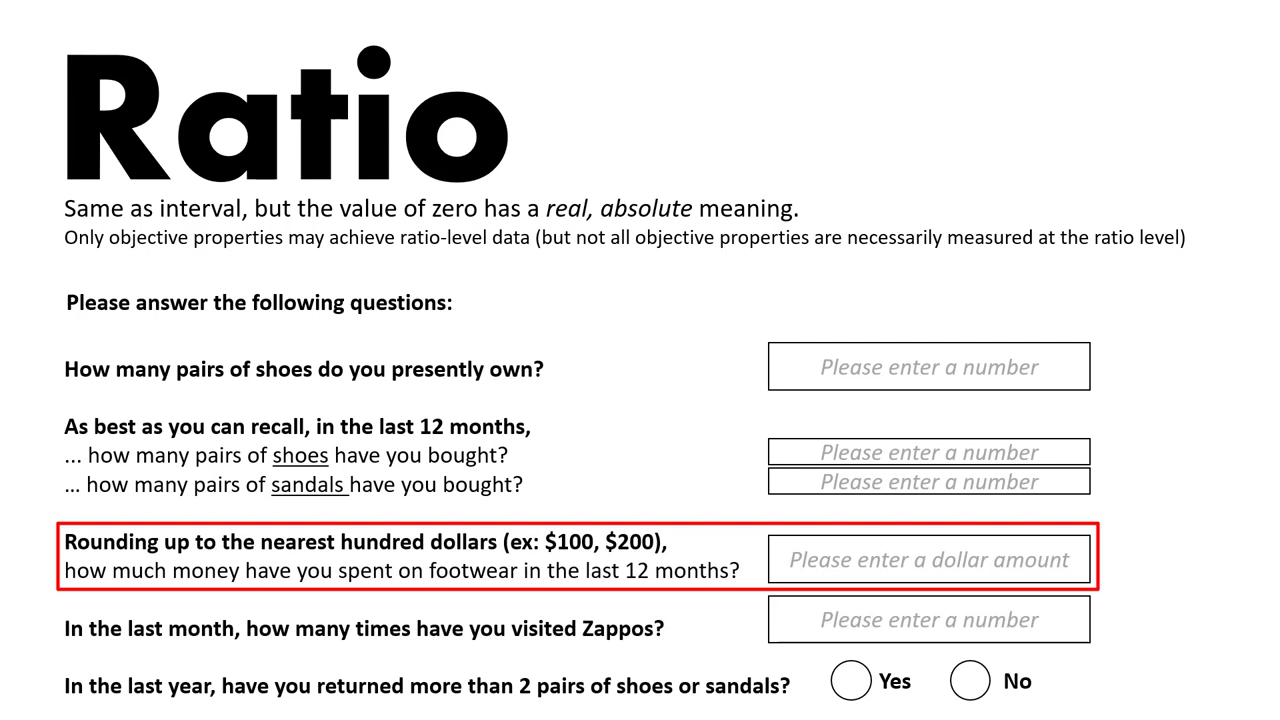 Ratio
Same as interval, but the value of zero has a real, absolute meaning.
Only objective properties may achieve ratio-level data (but not all objective properties are necessarily measured at the ratio level)
Please answer the following questions:
How many pairs of shoes do you presently own?
Please enter a number
As best as you can recall, in the last 12 months,
... how many pairs of shoes have you bought?
Please enter a number
... how many pairs of sandals have you bought?
Please enter a number
Rounding up to the nearest hundred dollars (ex: $100, $200),
how much money have you spent on footwear in the last 12 months?
Please enter a dollar amount
In the last month, how many times have you visited Zappos?
Please enter a number
In the last year, have you returned more than 2 pairs of shoes or sandals?
Yes
No